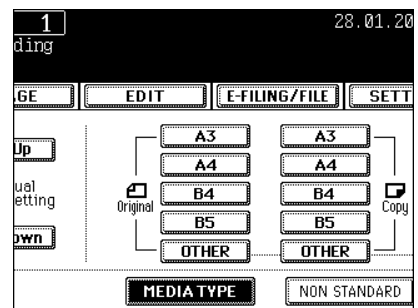 1 28.01.20
ding
GE EDIT E-FILING/FILE SETT
Up
ual
etting
own
Original
A3 A3
A4 A4
B4 B4
B5 B5
OTHER OTHER
Copy
MEDIA TYPE NON STANDARD